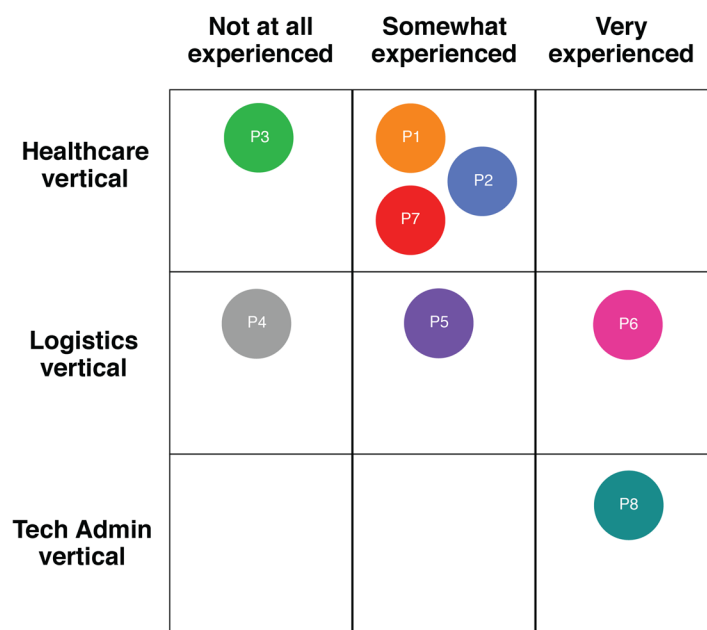 Not at all
experienced
Somewhat
experienced
Very
experienced
Healthcare
vertical
P3
P1
P2
P7
Logistics
vertical
P4
P5
P6
Tech Admin
vertical
P8